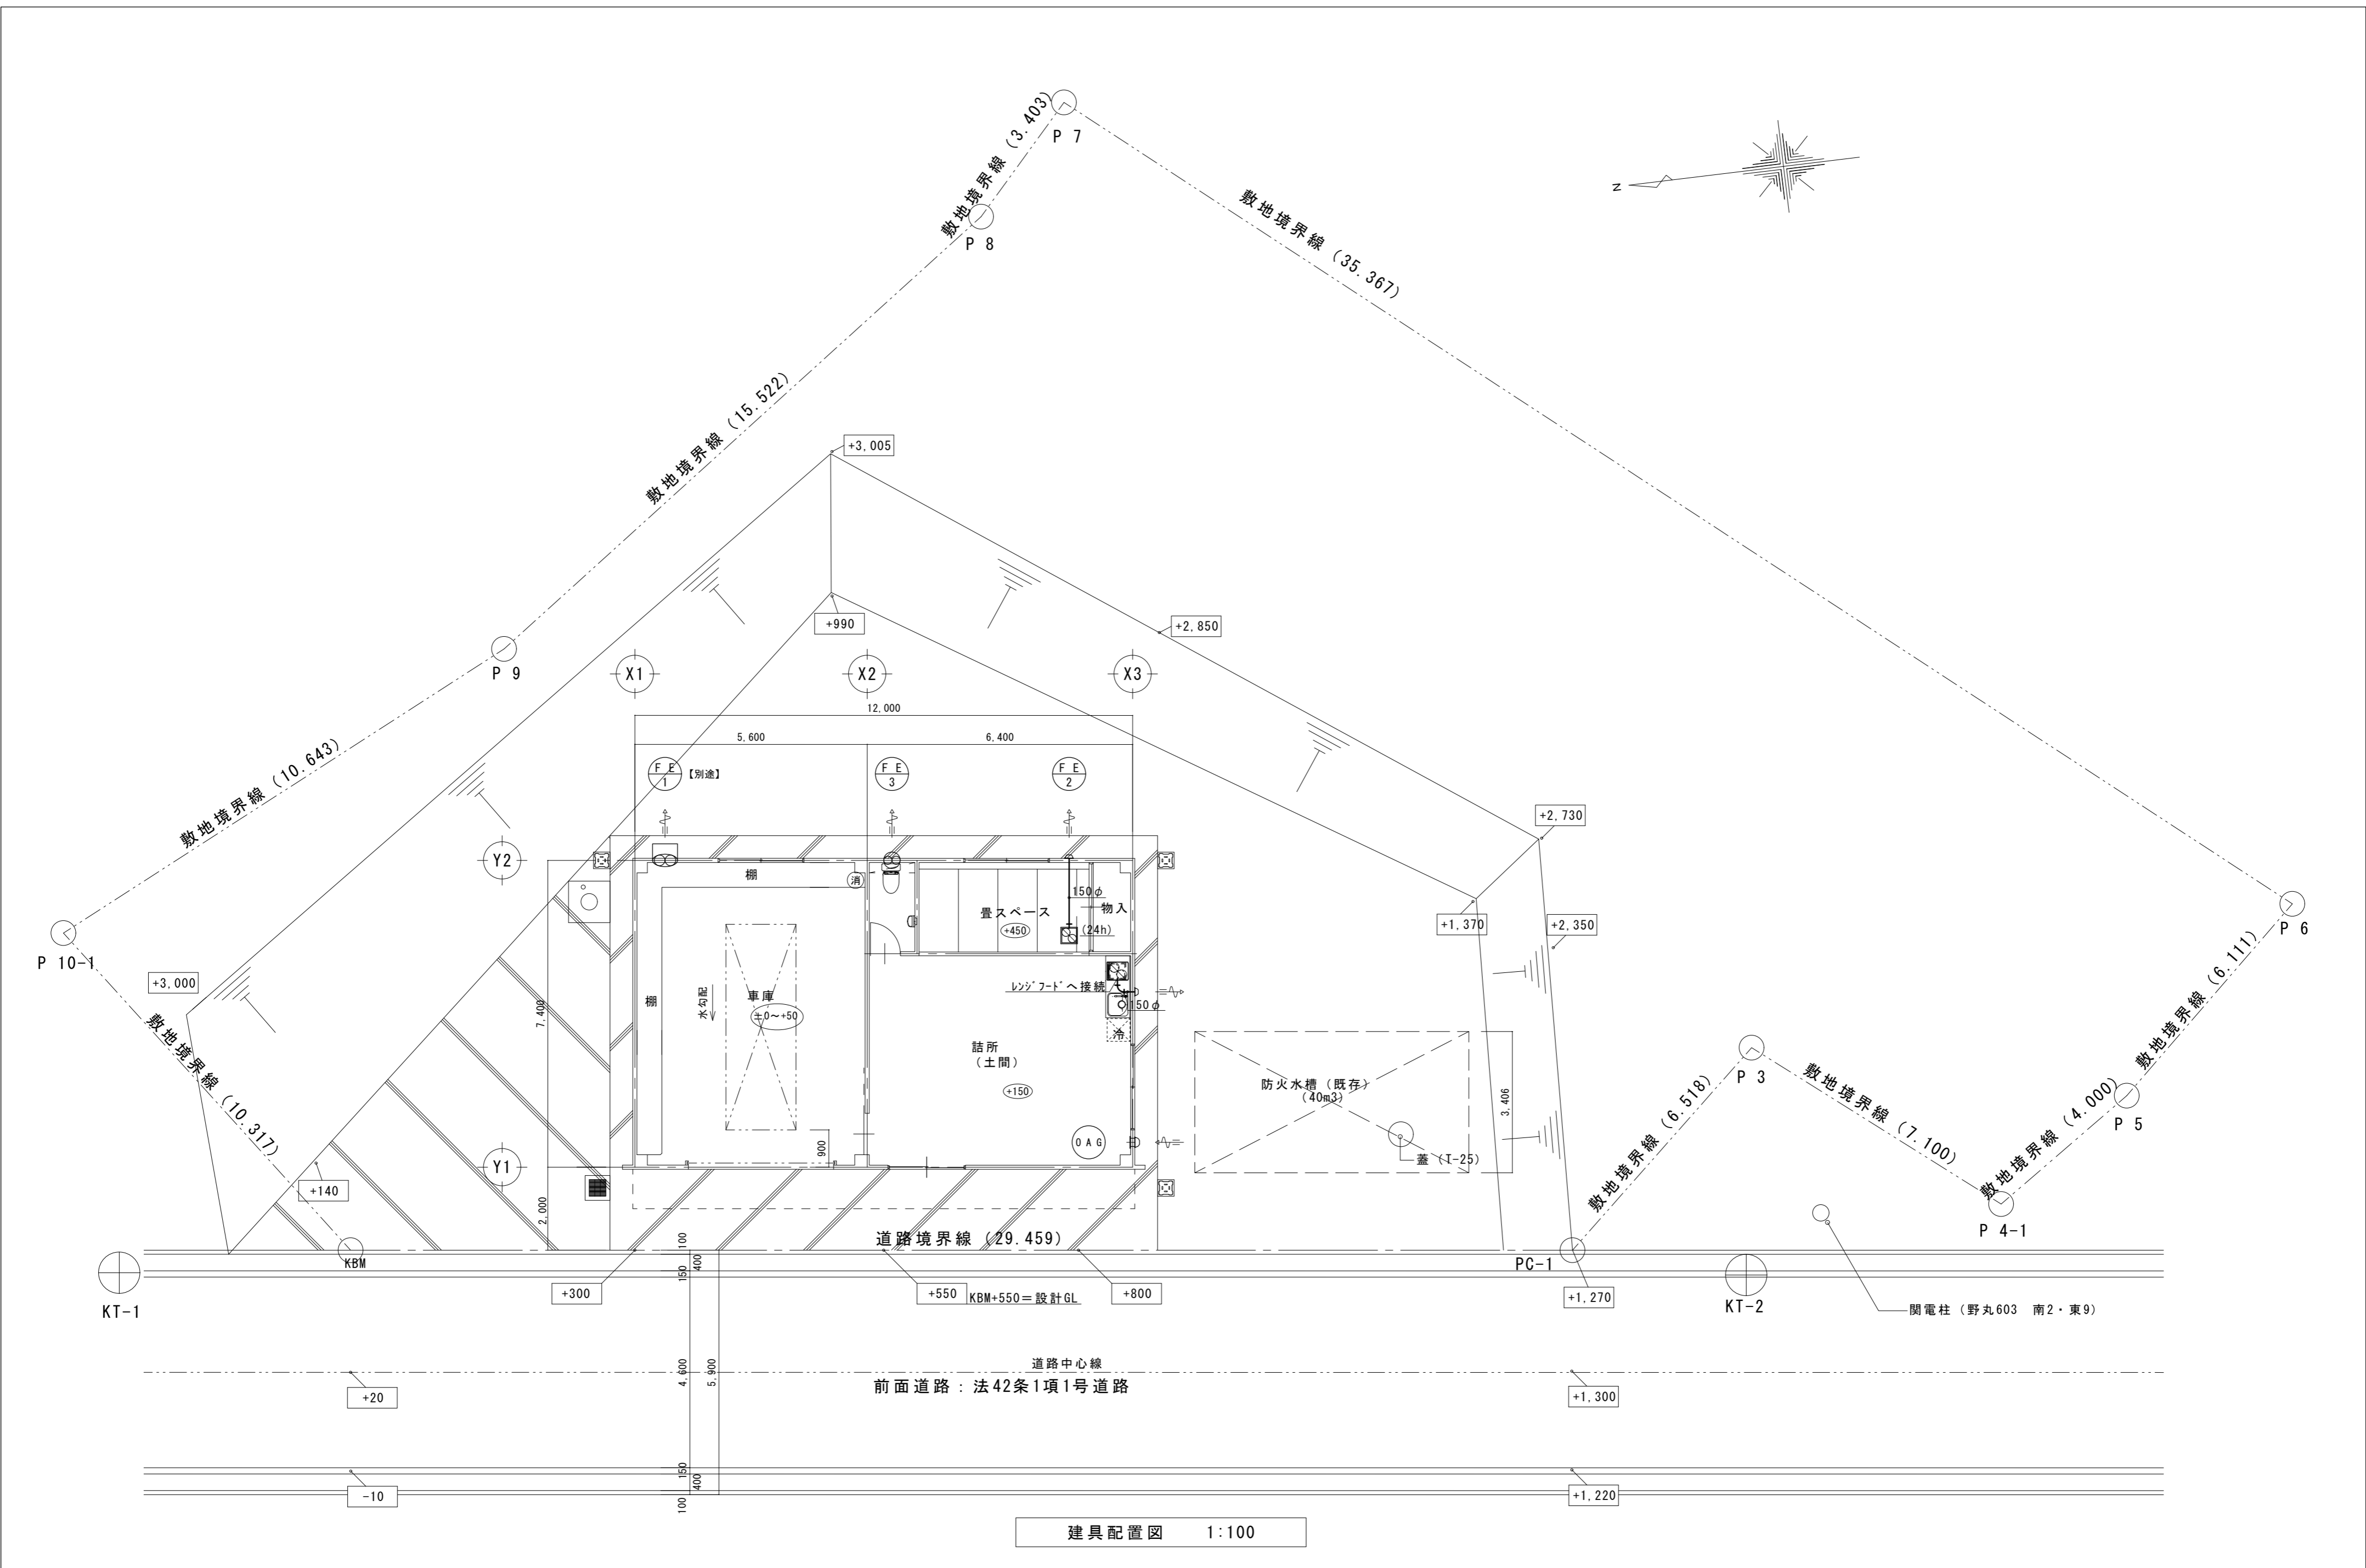 敷地境界線 (3.403)
P 7
N
P 8
敷地境界線 (35.367)
敷地境界線 (15.522)
+3,005
+990
+2,850
P 9
X1
X2
X3
12,000
5,600
6,400
敷地境界線 (10.643)
F E
1
【別途】
F E
3
F E
2
+2,730
Y2
棚
消
150φ
畳スペース
物入
+450
(24h)
+1,370
+2,350
P 6
P 10-1
+3,000
敷地境界線 (10.317)
7,400
棚
水勾配
車庫
±0~+50
ﾚﾝｼﾞﾌｰﾄﾞへ接続
150φ
冷
詰所
(土間)
+150
防火水槽(既存)
(40m3)
3,406
敷地境界線 (6.111)
P 3
敷地境界線 (6.518)
敷地境界線 (7.100)
敷地境界線 (4.000)
P 5
900
O A G
蓋 (T-25)
Y1
+140
2,000
P 4-1
道路境界線 (29.459)
KBM
100
400
150
PC-1
KT-1
+300
+550
KBM+550=設計GL
+800
+1,270
KT-2
関電柱(野丸603 南2・東9)
4,600
5,900
道路中心線
+20
前面道路:法42条1項1号道路
+1,300
150
400
100
-10
+1,220
建具配置図 1:100